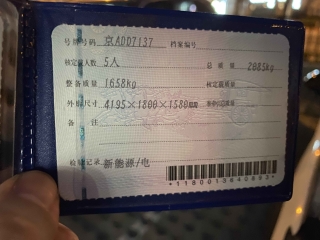 号牌号码 京ADD7137 档案编号
核定载人数 5人 总质量 2085kg
整备质量 1658kg 核定载质量
外廓尺寸 4195×1800×1580mm 准牵引总质量
备注
检验记录 新能源/电